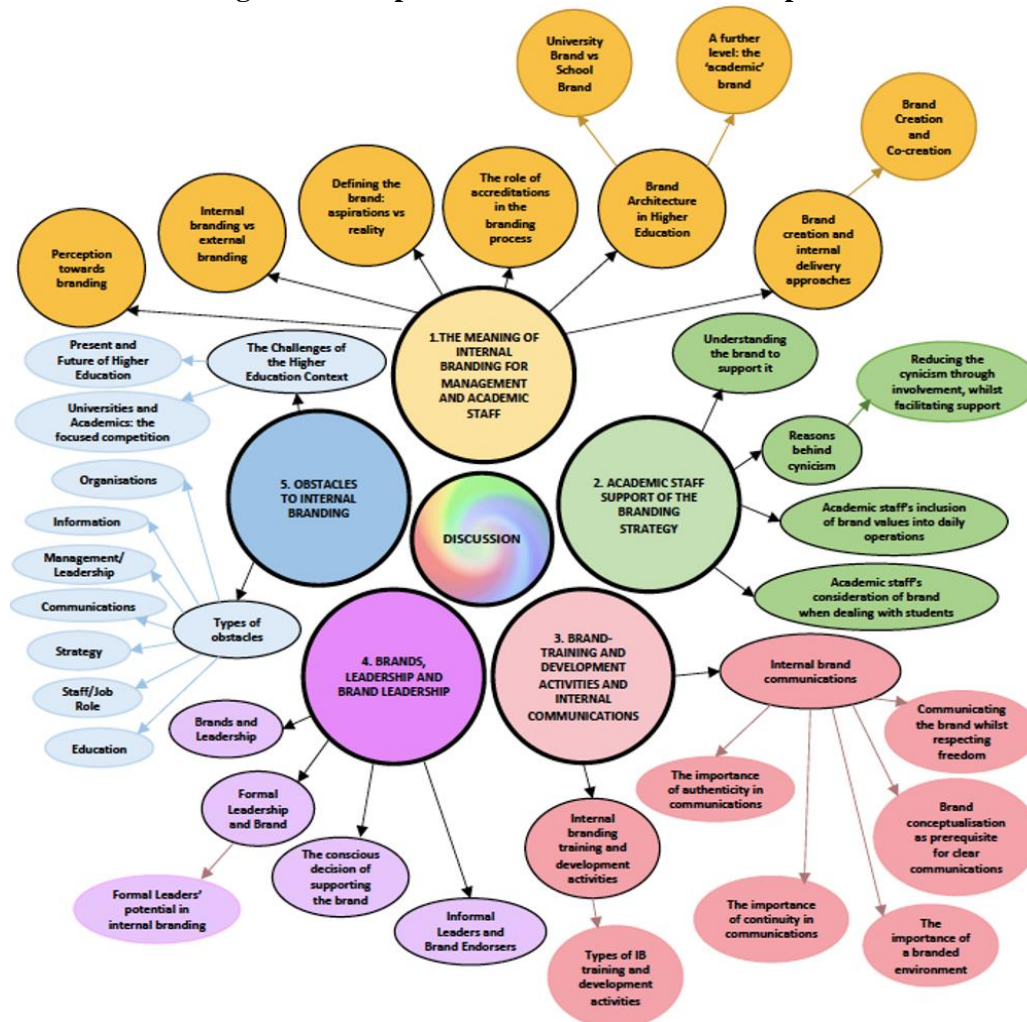 University
Brand vs
School
Brand
A further
level: the
'academic'
brand
Brand
Creation
and
Co-creation
Defining the
brand:
aspirations vs
reality
The role of
accreditations
in the
branding
process
Brand
Architecture
in Higher
Education
Internal
branding vs
external
branding
Brand
creation and
internal
delivery
approaches
Perception
towards
branding
1.THE MEANING OF
INTERNAL
BRANDING FOR
MANAGEMENT
AND ACADEMIC
STAFF
Understanding
the brand to
support it
Reducing the
cynicism through
involvement, whilst
facilitating support
Reasons
behind
cynicism
2. ACADEMIC STAFF
SUPPORT OF THE
BRANDING
STRATEGY
Academic staff's inclusion
of brand values into daily
operations
Academic staff's
consideration of brand
when dealing with students
Present and
Future of Higher
Education
The Challenges of
the Higher
Education Context
Universities and
Academics: the
focused competition
5. OBSTACLES
TO INTERNAL
BRANDING
DISCUSSION
Organisations
Information
Management/
Leadership
Communications
Strategy
Staff/Job
Role
Education
Types of
obstacles
4. BRANDS,
LEADERSHIP AND
BRAND LEADERSHIP
Brands and
Leadership
Formal
Leadership
and Brand
Formal Leaders'
potential in
internal branding
The conscious
decision of
supporting
the brand
Informal
Leaders and
Brand Endorsers
3. BRAND-
TRAINING AND
DEVELOPMENT
ACTIVITIES AND
INTERNAL
COMMUNICATIONS
Internal brand
communications
Communicating
the brand whilst
respecting
freedom
The importance
of authenticity in
communications
Brand
conceptualisation
as prerequisite
for clear
communications
Internal
branding
training and
development
activities
The importance
of continuity in
communications
The
importance of
a branded
environment
Types of IB
training and
development
activities